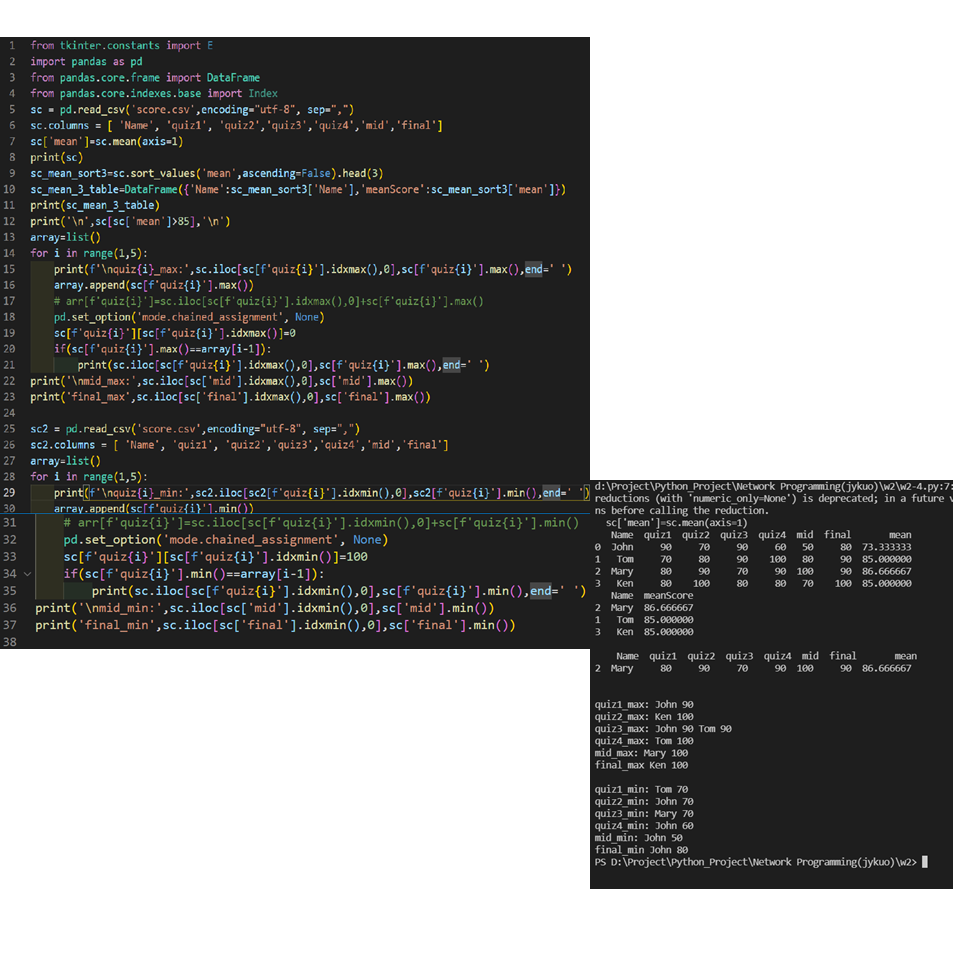 1 from tkinter.constants import E
2 import pandas as pd
3 from pandas.core.frame import DataFrame
4 from pandas.core.indexes.base import Index
5 sc = pd.read_csv('score.csv',encoding="utf-8", sep=",")
6 sc.columns = [ 'Name', 'quiz1', 'quiz2','quiz3','quiz4','mid','final']
7 sc['mean']=sc.mean(axis=1)
8 print(sc)
9 sc_mean_sort3=sc.sort_values('mean',ascending=False).head(3)
10 sc_mean_3_table=DataFrame({'Name':sc_mean_sort3['Name'],'meanScore':sc_mean_sort3['mean']})
11 print(sc_mean_3_table)
12 print('\n',sc[sc['mean']>85],'\n')
13 array=list()
14 for i in range(1,5):
15 print(f'\nquiz{i}_max:',sc.iloc[sc[f'quiz{i}'].idxmax(),0],sc[f'quiz{i}'].max(),end=' ')
16 array.append(sc[f'quiz{i}'].max())
17 # arr[f'quiz{i}']=sc.iloc[sc[f'quiz{i}'].idxmax(),0]+sc[f'quiz{i}'].max()
18 pd.set_option('mode.chained_assignment', None)
19 sc[f'quiz{i}'][sc[f'quiz{i}'].idxmax()]=0
20 if(sc[f'quiz{i}'].max()==array[i-1]):
21 print(sc.iloc[sc[f'quiz{i}'].idxmax(),0],sc[f'quiz{i}'].max(),end=' ')
22 print('\nmid_max:',sc.iloc[sc['mid'].idxmax(),0],sc['mid'].max())
23 print('final_max',sc.iloc[sc['final'].idxmax(),0],sc['final'].max())
24
25 sc2 = pd.read_csv('score.csv',encoding="utf-8", sep=",")
26 sc2.columns = [ 'Name', 'quiz1', 'quiz2','quiz3','quiz4','mid','final']
27 array=list()
28 for i in range(1,5):
29 print(f'\nquiz{i}_min:',sc2.iloc[sc2[f'quiz{i}'].idxmin(),0],sc2[f'quiz{i}'].min(),end=' ')
30 array.append(sc[f'quiz{i}'].min())
31 # arr[f'quiz{i}']=sc.iloc[sc[f'quiz{i}'].idxmin(),0]+sc[f'quiz{i}'].min()
32 pd.set_option('mode.chained_assignment', None)
33 sc[f'quiz{i}'][sc[f'quiz{i}'].idxmin()]=100
34 if(sc[f'quiz{i}'].min()==array[i-1]):
35 print(sc.iloc[sc[f'quiz{i}'].idxmin(),0],sc[f'quiz{i}'].min(),end=' ')
36 print('\nmid_min:',sc.iloc[sc['mid'].idxmin(),0],sc['mid'].min())
37 print('final_min',sc.iloc[sc['final'].idxmin(),0],sc['final'].min())
38
d:\Project\Python_Project\Network Programming(jykuo)\w2\w2-4.py:7:
reductions (with 'numeric_only=None') is deprecated; in a future v
ns before calling the reduction.
sc['mean']=sc.mean(axis=1)
Name quiz1 quiz2 quiz3 quiz4 mid final mean
0 John 90 70 90 60 50 80 73.333333
1 Tom 70 80 90 100 80 90 85.000000
2 Mary 80 90 70 90 100 90 86.666667
3 Ken 80 100 80 80 70 100 85.000000
Name meanScore
2 Mary 86.666667
1 Tom 85.000000
3 Ken 85.000000
Name quiz1 quiz2 quiz3 quiz4 mid final mean
2 Mary 80 90 70 90 100 90 86.666667
quiz1_max: John 90
quiz2_max: Ken 100
quiz3_max: John 90 Tom 90
quiz4_max: Tom 100
mid_max: Mary 100
final_max Ken 100
quiz1_min: Tom 70
quiz2_min: John 70
quiz3_min: Mary 70
quiz4_min: John 60
mid_min: John 50
final_min John 80
PS D:\Project\Python_Project\Network Programming(jykuo)\w2>